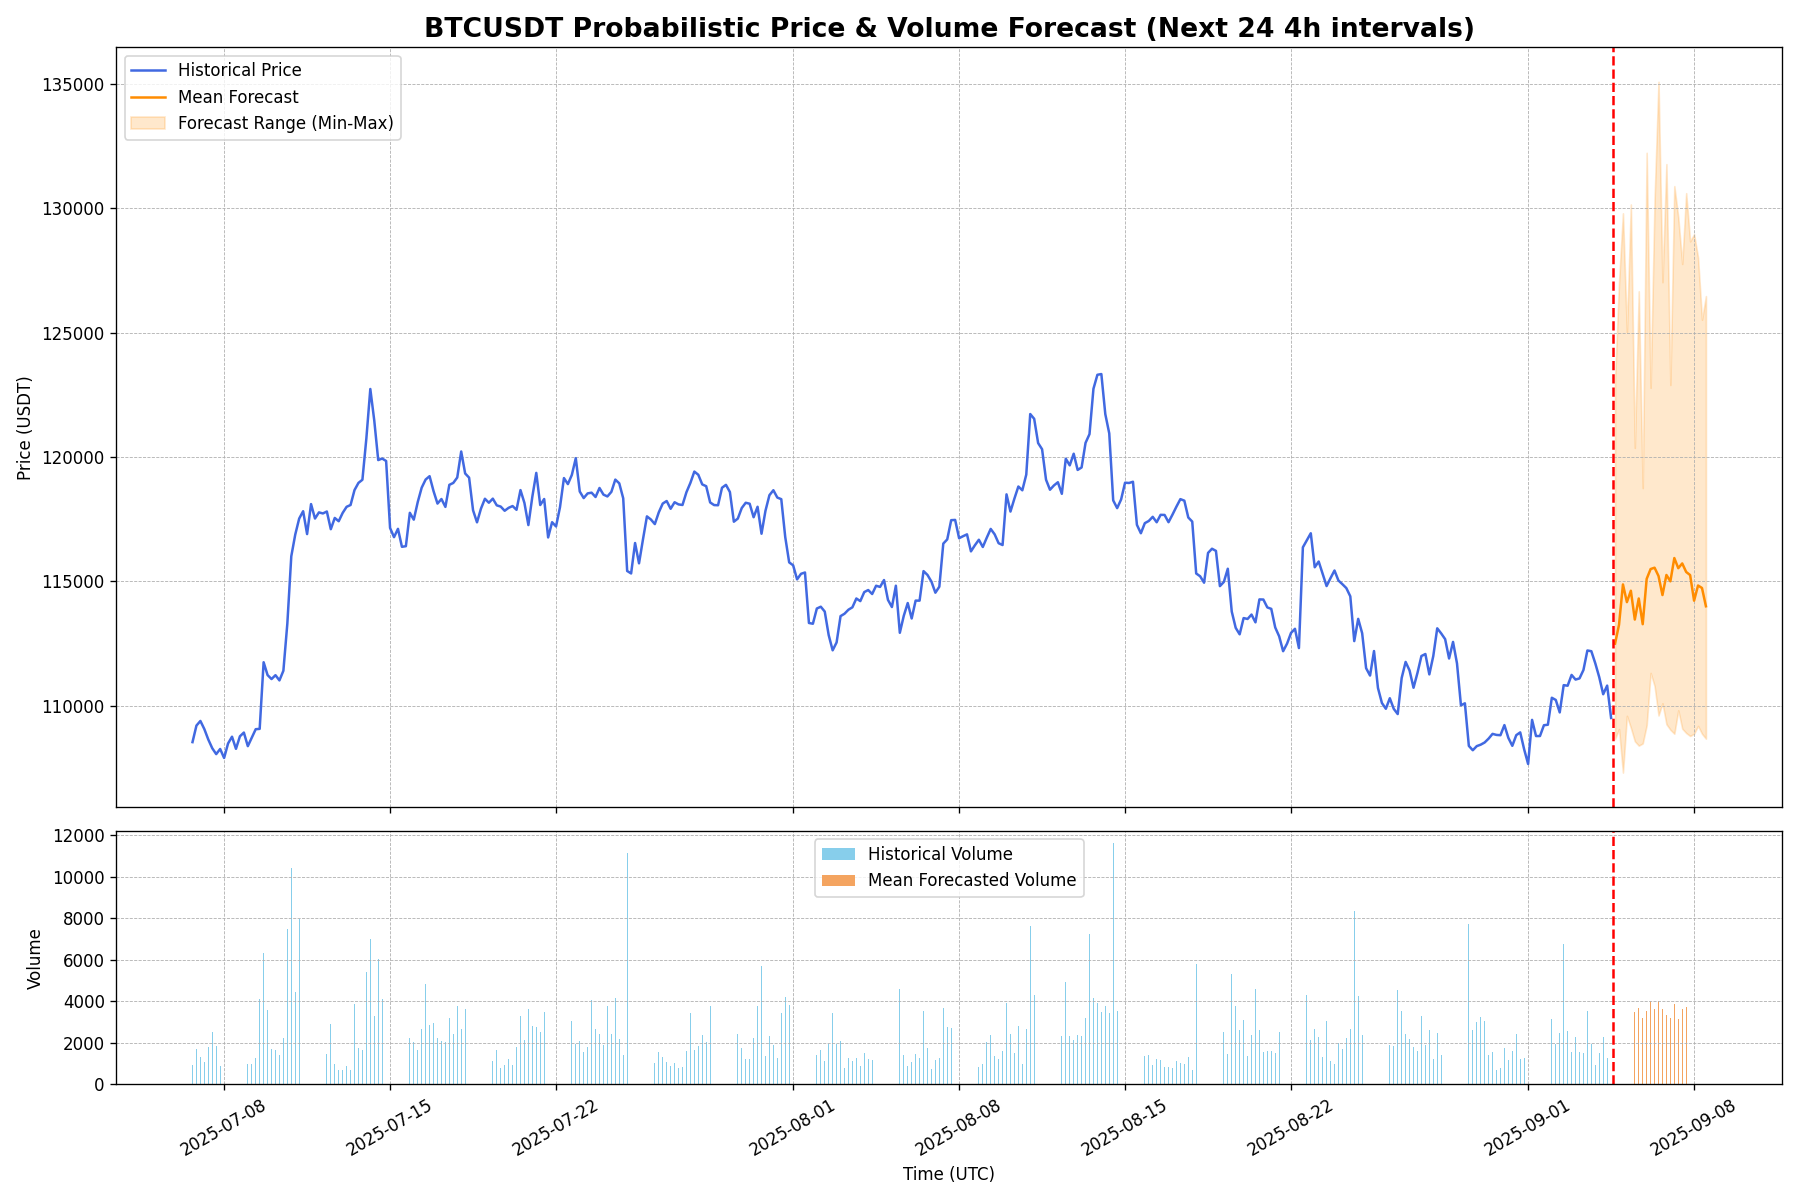 BTCUSDT Probabilistic Price & Volume Forecast (Next 24 4h intervals)
Historical Price
Mean Forecast
Forecast Range (Min-Max)
135000
130000
125000
120000
115000
110000
Price (USDT)
Historical Volume
Mean Forecasted Volume
12000
10000
8000
6000
4000
2000
0
Volume
2025-07-08
2025-07-15
2025-07-22
2025-08-01
2025-08-08
2025-08-15
2025-08-22
2025-09-01
2025-09-08
Time (UTC)